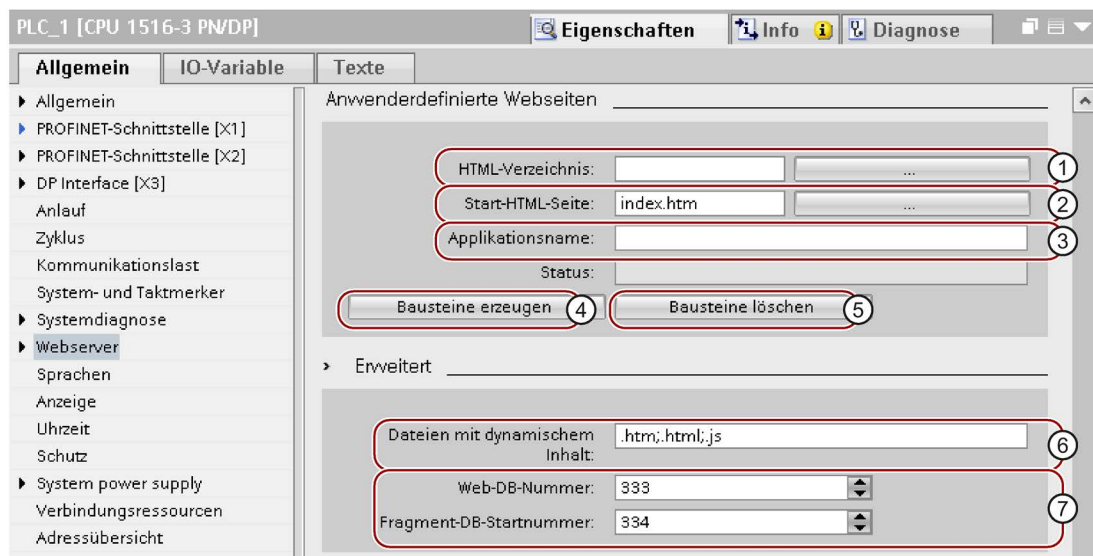 PLC_1 [CPU 1516-3 PN/DP]
Eigenschaften
Info
Diagnose
Allgemein
IO-Variable
Texte
Allgemein
PROFINET-Schnittstelle [X1]
PROFINET-Schnittstelle [X2]
DP Interface [X3]
Anlauf
Zyklus
Kommunikationslast
System- und Taktmerker
Systemdiagnose
Webserver
Sprachen
Anzeige
Uhrzeit
Schutz
System power supply
Verbindungsressourcen
Adressübersicht
Anwenderdefinierte Webseiten
HTML-Verzeichnis: ... 1
Start-HTML-Seite: index.htm ... 2
Applikationsname: 3
Status:
Bausteine erzeugen 4 Bausteine löschen 5
Erweitert
Dateien mit dynamischem .htm;.html;.js 6
Inhalt:
Web-DB-Nummer: 333
7
Fragment-DB-Startnummer: 334